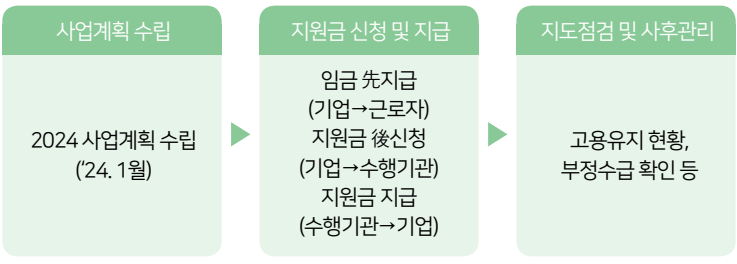 사업계획 수립
2024 사업계획 수립
(‘24. 1월)
지원금 신청 및 지급
임금 先지급
(기업→근로자)
지원금 後신청
(기업→수행기관)
지원금 지급
(수행기관→기업)
지도점검 및 사후관리
고용유지 현황,
부정수급 확인 등